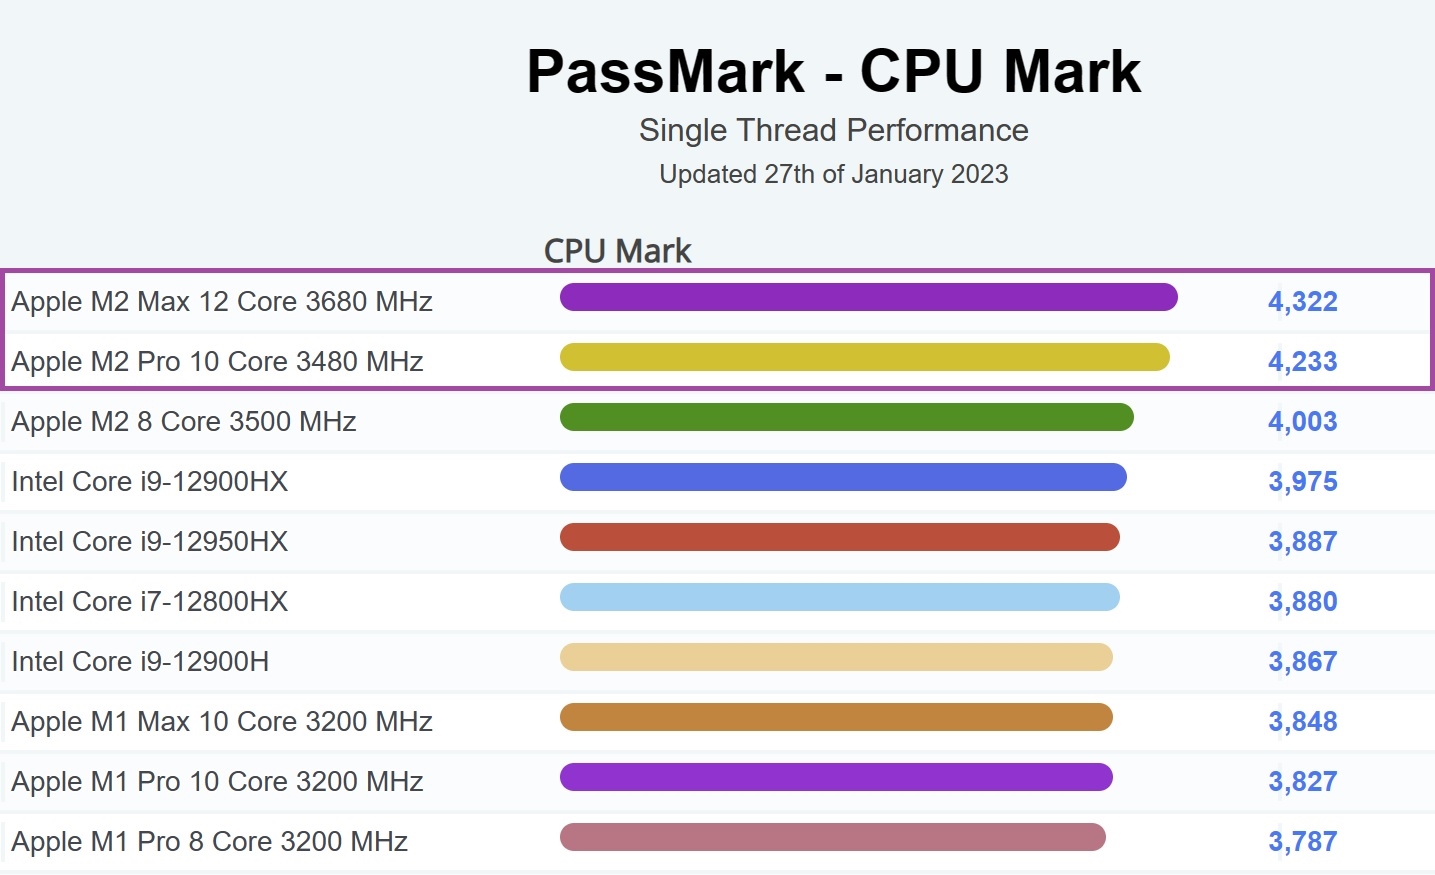 PassMark - CPU Mark
Single Thread Performance
Updated 27th of January 2023
CPU Mark
Apple M2 Max 12 Core 3680 MHz 4,322
Apple M2 Pro 10 Core 3480 MHz 4,233
Apple M2 8 Core 3500 MHz 4,003
Intel Core i9-12900HX 3,975
Intel Core i9-12950HX 3,887
Intel Core i7-12800HX 3,880
Intel Core i9-12900H 3,867
Apple M1 Max 10 Core 3200 MHz 3,848
Apple M1 Pro 10 Core 3200 MHz 3,827
Apple M1 Pro 8 Core 3200 MHz 3,787